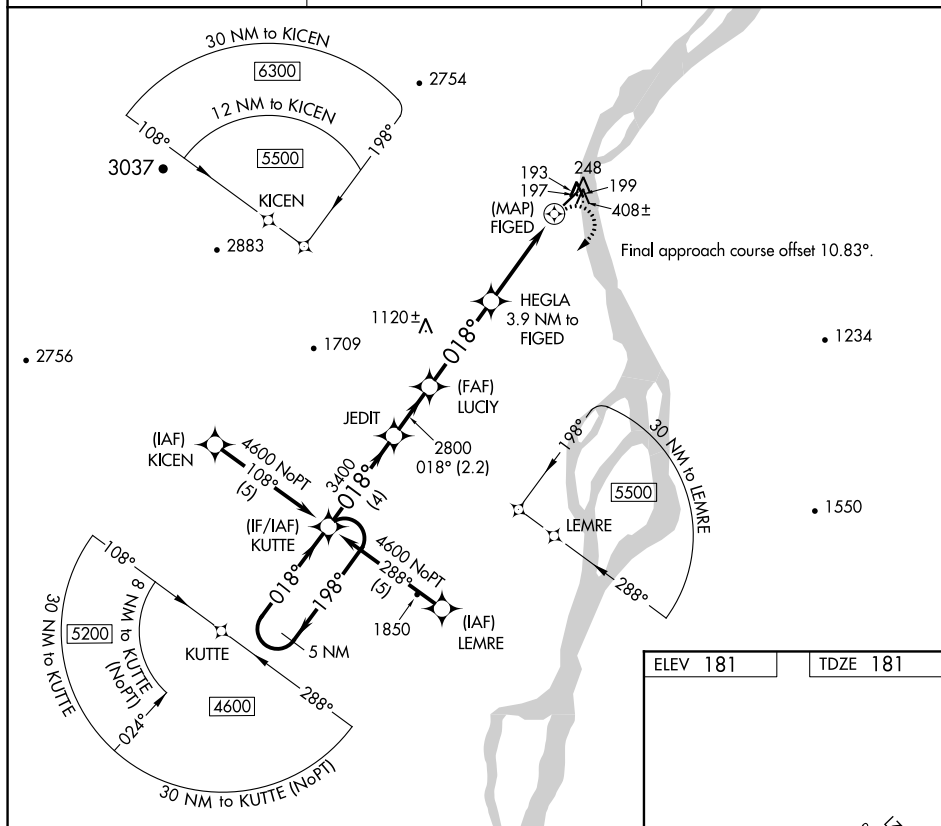 30 NM to KICEN
6300
12 NM to KICEN
5500
108°
198°
KICEN
2754
3037
2883
193
248
197
199
408±
(MAP)
FIGED
Final approach course offset 10.83°.
HEGLA
3.9 NM to
FIGED
1120±
018°
1709
2756
1234
(FAF)
LUCIY
JEDIT
2800
018° (2.2)
(IAF)
KICEN
4600 NoPT
108°
(5)
3400
018°
(4)
(IF/IAF)
KUTTE
4600 NoPT
288°
(5)
(IAF)
LEMRE
1850
018°
198°
5 NM
198°
30 NM to LEMRE
5500
LEMRE
288°
1550
108°
30 NM to KUTTE
5200
8 NM to KUTTE
(NoPT)
024°
KUTTE
4600
288°
30 NM to KUTTE (NoPT)
ELEV 181
TDZE 181